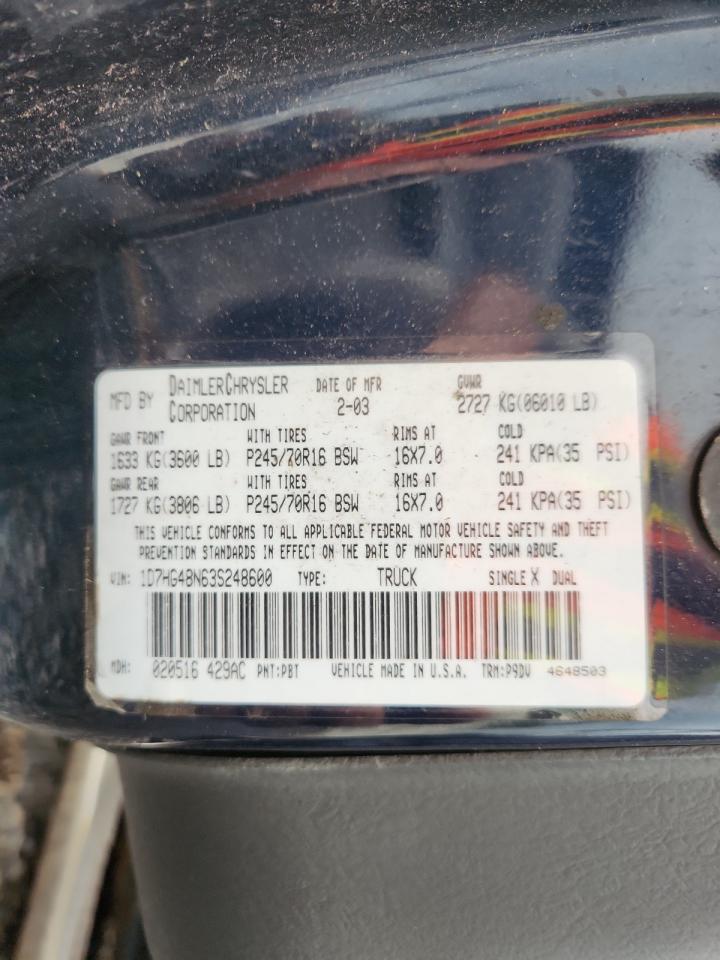 MFD BY DAIMLERCHRYSLER CORPORATION DATE OF MFR 2-03 GVWR 2727 KG(06010 LB)
GAWR FRONT WITH TIRES RIMS AT COLD
1633 KG(3600 LB) P245/70R16 BSW 16X7.0 241 KPA(35 PSI)
GAWR REAR WITH TIRES RIMS AT COLD
1727 KG(3806 LB) P245/70R16 BSW 16X7.0 241 KPA(35 PSI)
THIS VEHICLE CONFORMS TO ALL APPLICABLE FEDERAL MOTOR VEHICLE SAFETY AND THEFT
PREVENTION STANDARDS IN EFFECT ON THE DATE OF MANUFACTURE SHOWN ABOVE.
VIN: 1D7HG48N63S248600 TYPE: TRUCK SINGLE X DUAL
MDH: 020516 429AC PNT:PBT VEHICLE MADE IN U.S.A. TRM:P9DV 4648503